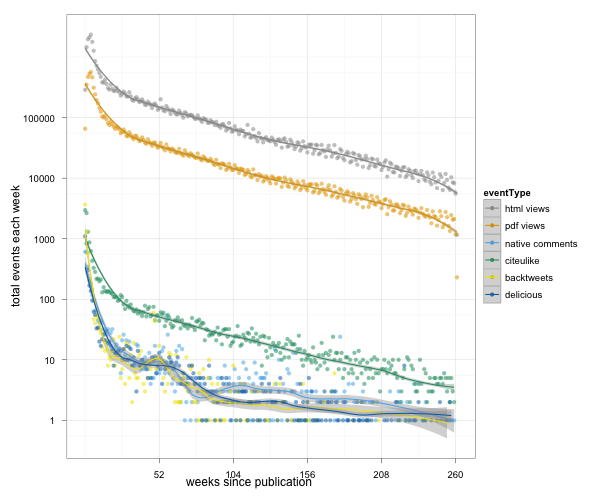 total events each week
100000
10000
1000
100
10
1
52
104
156
208
260
weeks since publication
eventType
html views
pdf views
native comments
citeulike
backtweets
delicious